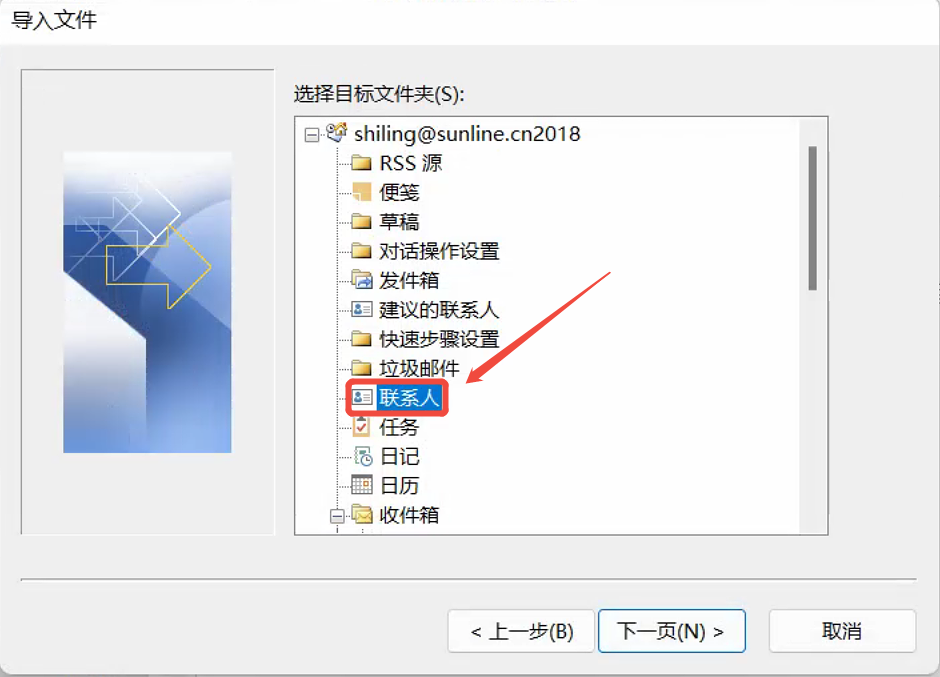 导入文件
选择目标文件夹(S):
shiling@sunline.cn2018
RSS 源
便笺
草稿
对话操作设置
发件箱
建议的联系人
快速步骤设置
垃圾邮件
联系人
任务
日记
日历
收件箱
< 上一步(B)
下一页(N) >
取消